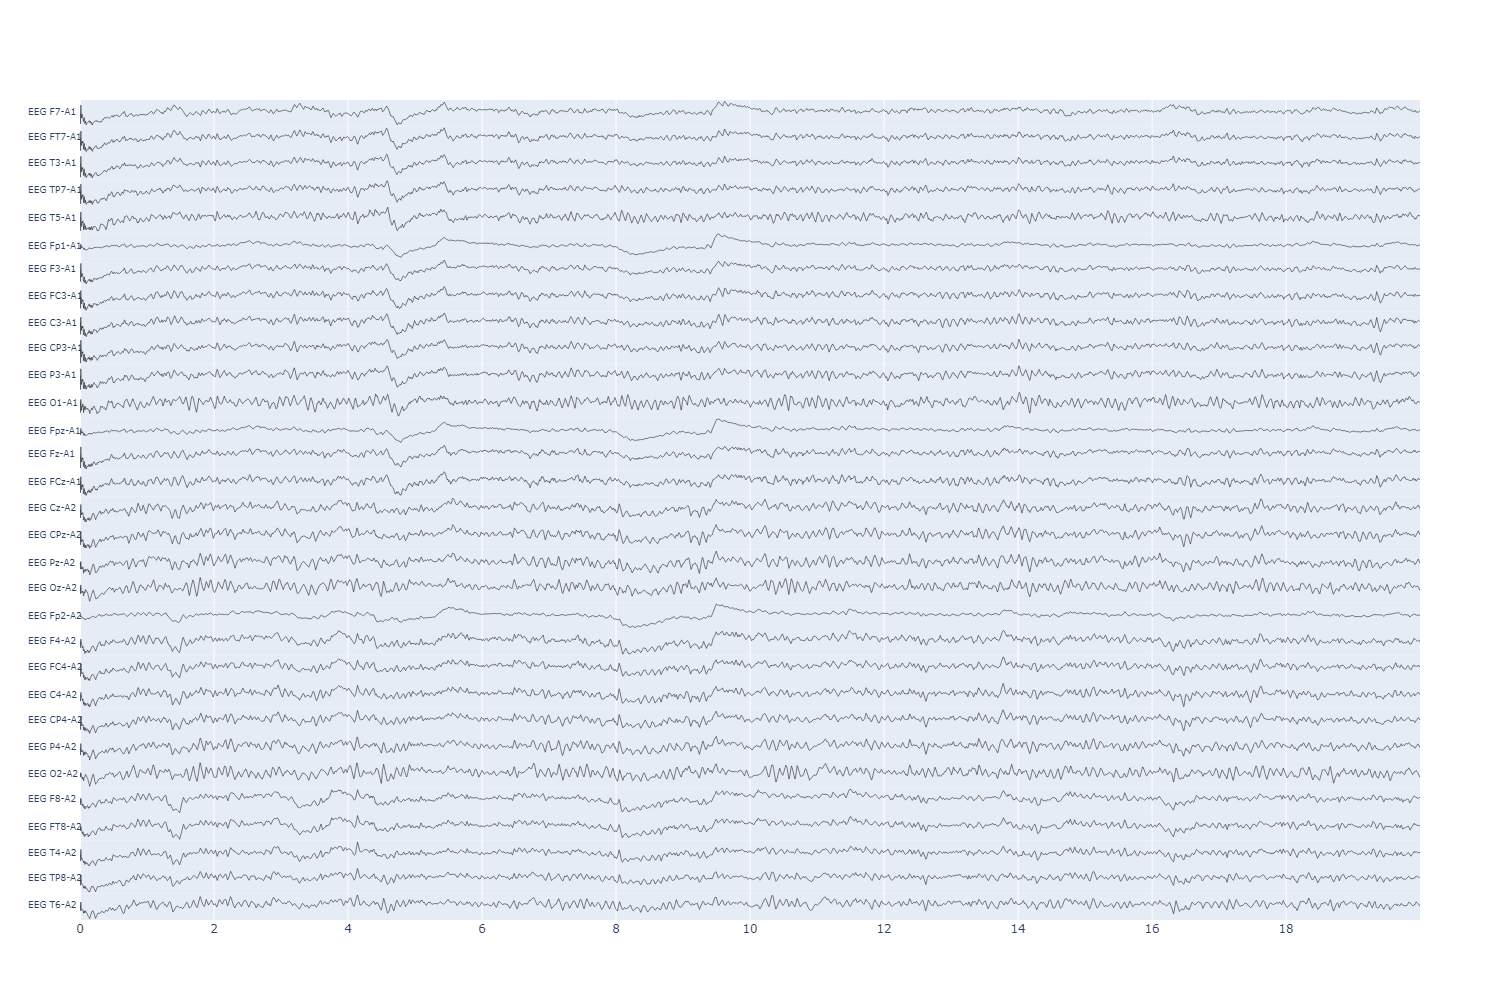 EEG F7-A1
EEG FT7-A1
EEG T3-A1
EEG TP7-A1
EEG T5-A1
EEG Fp1-A1
EEG F3-A1
EEG FC3-A1
EEG C3-A1
EEG CP3-A1
EEG P3-A1
EEG O1-A1
EEG Fpz-A1
EEG Fz-A1
EEG FCz-A1
EEG Cz-A2
EEG CPz-A2
EEG Pz-A2
EEG Oz-A2
EEG Fp2-A2
EEG F4-A2
EEG FC4-A2
EEG C4-A2
EEG CP4-A2
EEG P4-A2
EEG O2-A2
EEG F8-A2
EEG FT8-A2
EEG T4-A2
EEG TP8-A2
EEG T6-A2
0 2 4 6 8 10 12 14 16 18